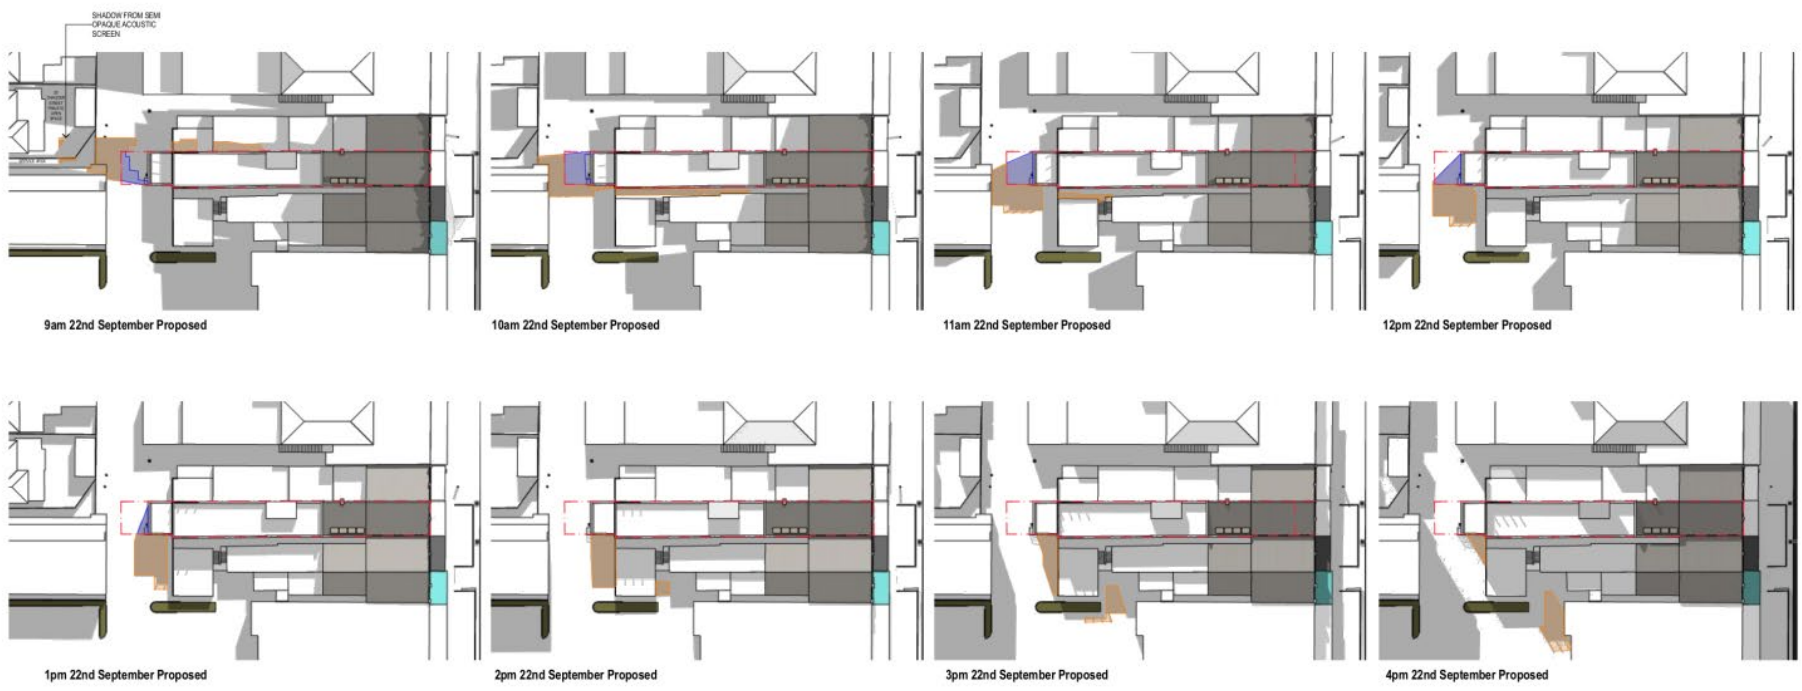 SHADOW FROM SEMI
OPAQUE ACOUSTIC
SCREEN
9am 22nd September Proposed
10am 22nd September Proposed
11am 22nd September Proposed
12pm 22nd September Proposed
1pm 22nd September Proposed
2pm 22nd September Proposed
3pm 22nd September Proposed
4pm 22nd September Proposed